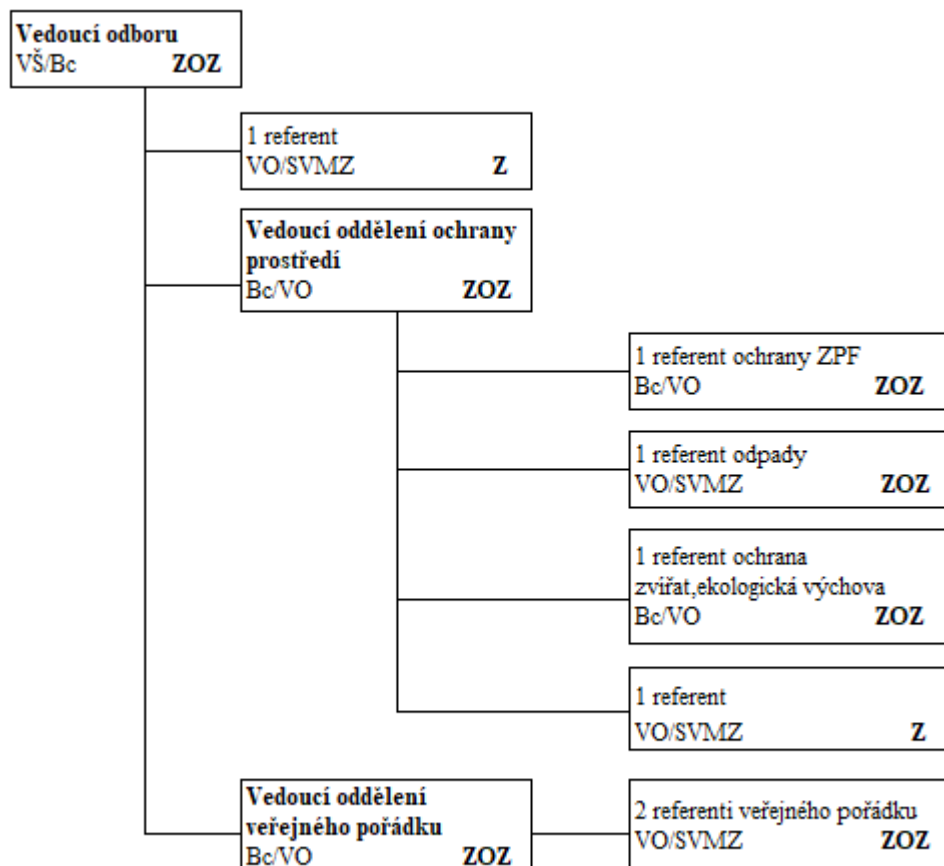 Vedoucí odboru
VŠ/Bc ZOZ
1 referent
VO/SVMZ Z
Vedoucí oddělení ochrany
prostředí
Bc/VO ZOZ
1 referent ochrany ZPF
Bc/VO ZOZ
1 referent odpady
VO/SVMZ ZOZ
1 referent ochrana
zvířat,ekologická výchova
Bc/VO ZOZ
1 referent
VO/SVMZ Z
Vedoucí oddělení
veřejného pořádku
Bc/VO ZOZ
2 referenti veřejného pořádku
VO/SVMZ ZOZ